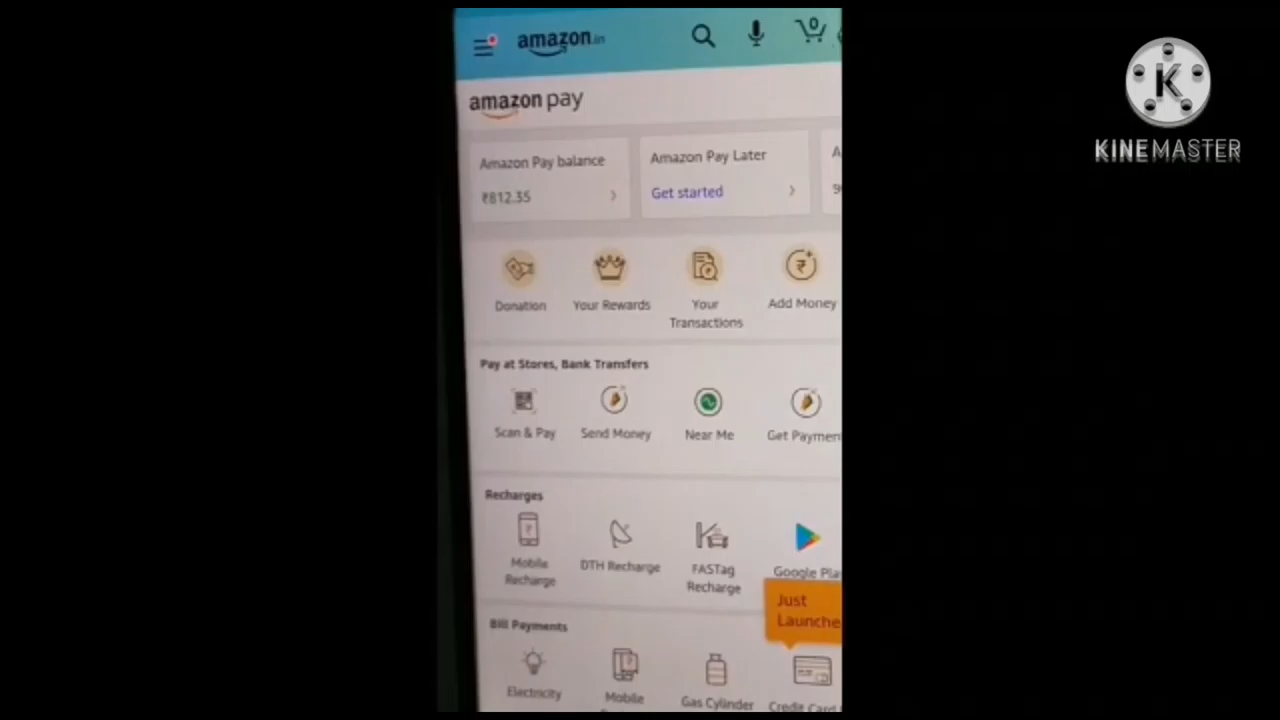 amazon.in
0
amazon pay
Amazon Pay balance
Amazon Pay Later
A
₹812.35
Get started
9
Donation
Your Rewards
Your
Transactions
Add Money
Pay at Stores, Bank Transfers
Scan & Pay
Send Money
Near Me
Get Paymen
Recharges
Mobile
Recharge
DTH Recharge
FASTag
Recharge
Google Pla
Just
Launche
Bill Payments
Electricity
Mobile
Gas Cylinder
Credit Card
K
KINEMASTER